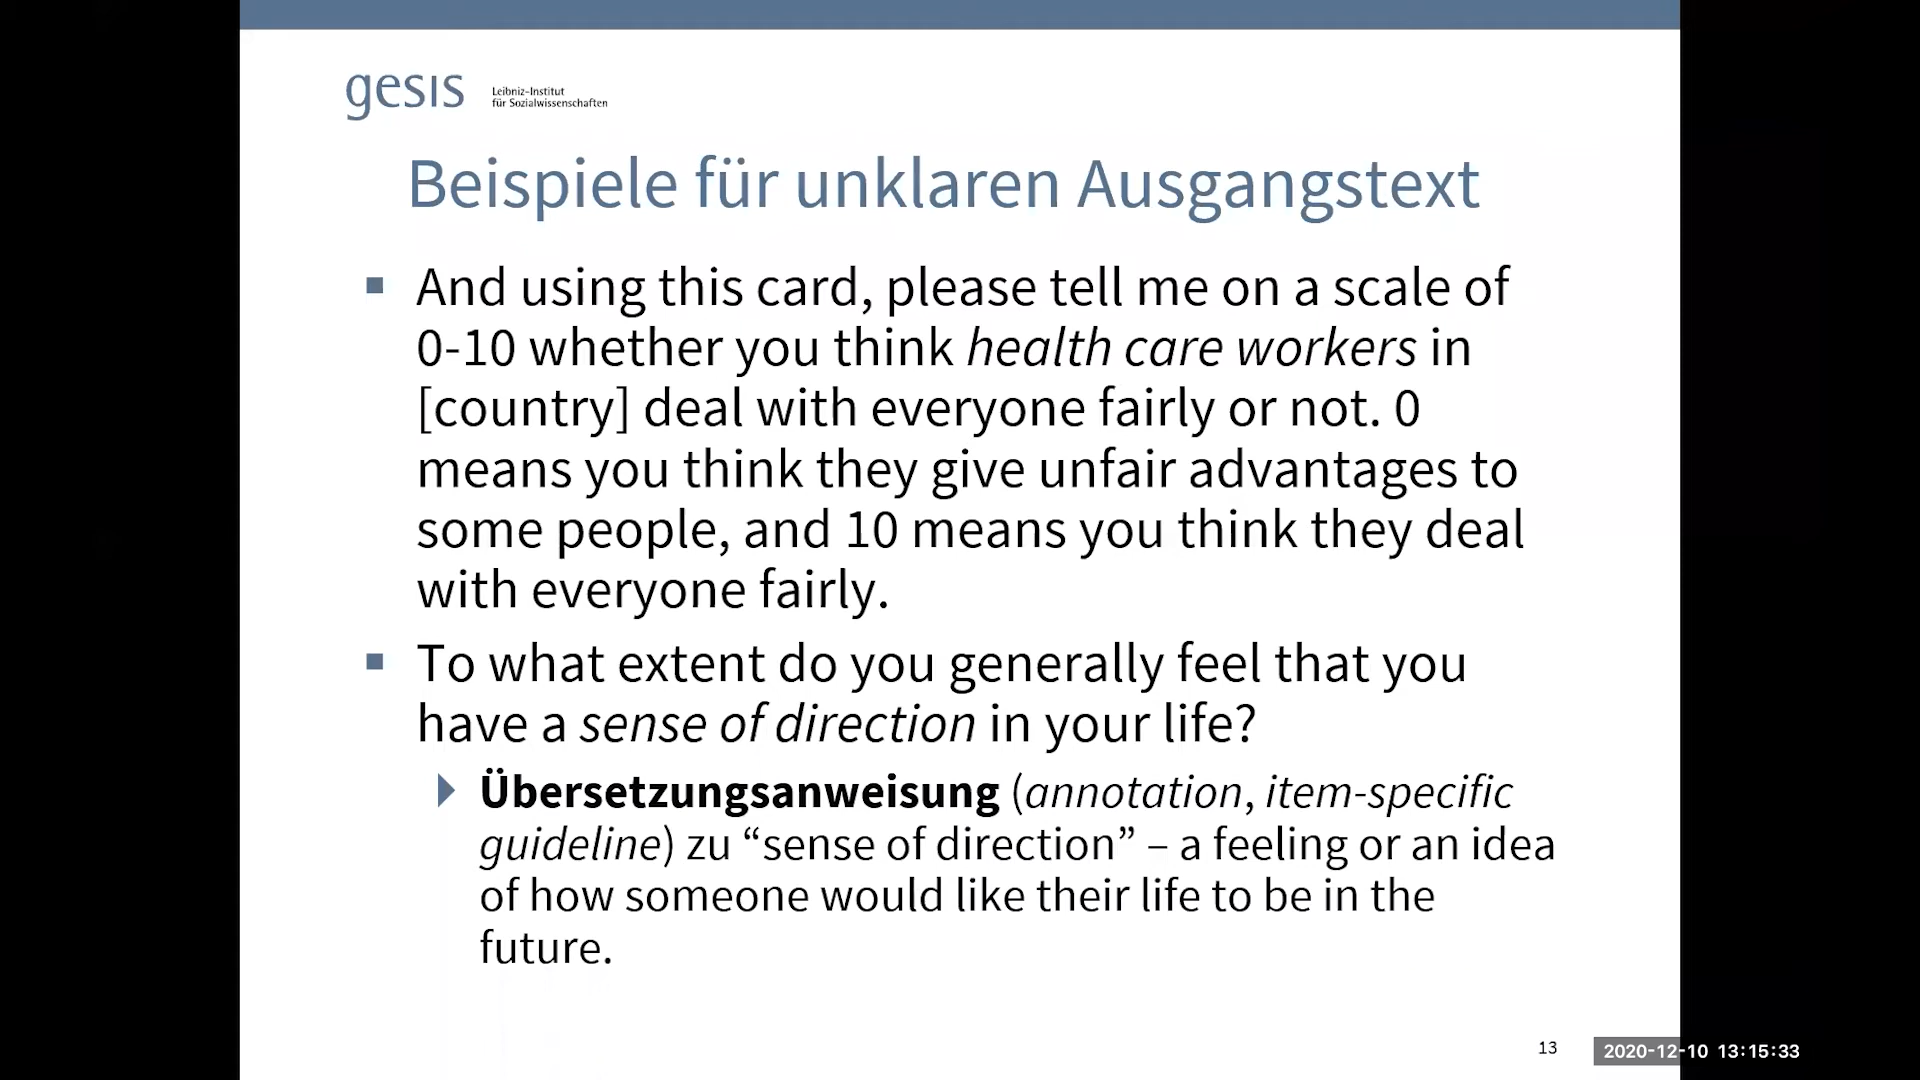 gesis
Leibniz-Institut
für Sozialwissenschaften
Beispiele für unklaren Ausgangstext
And using this card, please tell me on a scale of
0-10 whether you think health care workers in
[country] deal with everyone fairly or not. 0
means you think they give unfair advantages to
some people, and 10 means you think they deal
with everyone fairly.
To what extent do you generally feel that you
have a sense of direction in your life?
Übersetzungsanweisung (annotation, item-specific
guideline) zu “sense of direction” – a feeling or an idea
of how someone would like their life to be in the
future.
13
2020-12-10 13:15:33